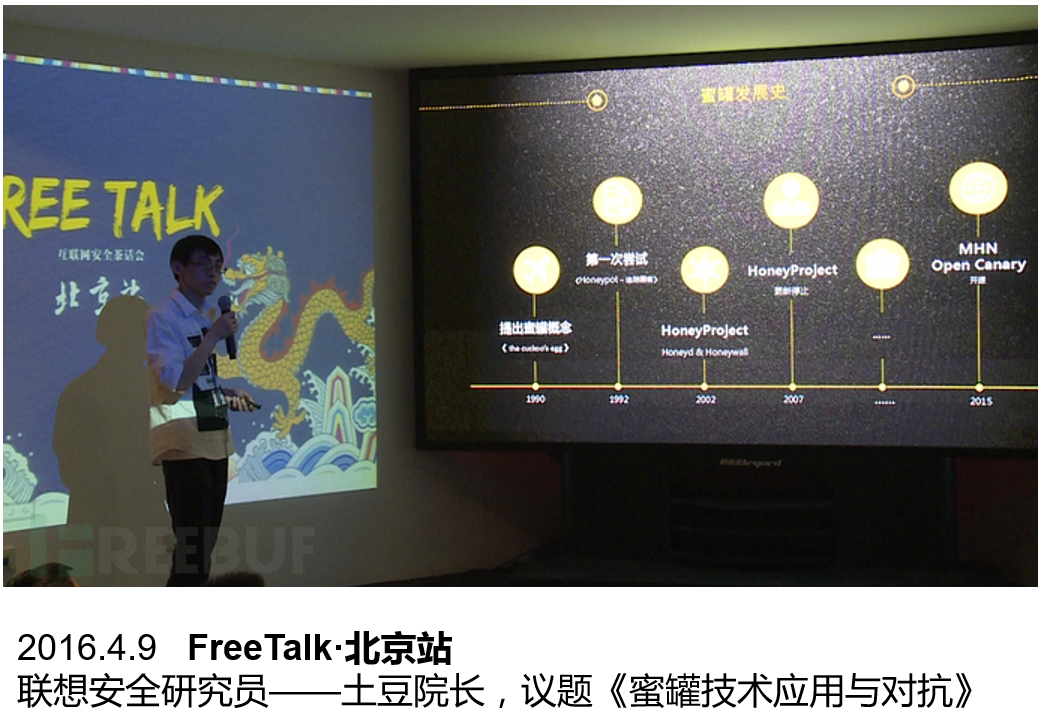 REE TALK
互联网安全茶话会
北京站
蜜罐发展史
第一次尝试
HoneyProject
更新停止
MHN
Open Canary
开源
提出蜜罐概念
《the cuckoo's egg》
HoneyProject
Honeyd & Honeywall
......
1990
1992
2002
2007
......
2015
FREEBUF
2016.4.9 FreeTalk·北京站
联想安全研究员——土豆院长，议题《蜜罐技术应用与对抗》